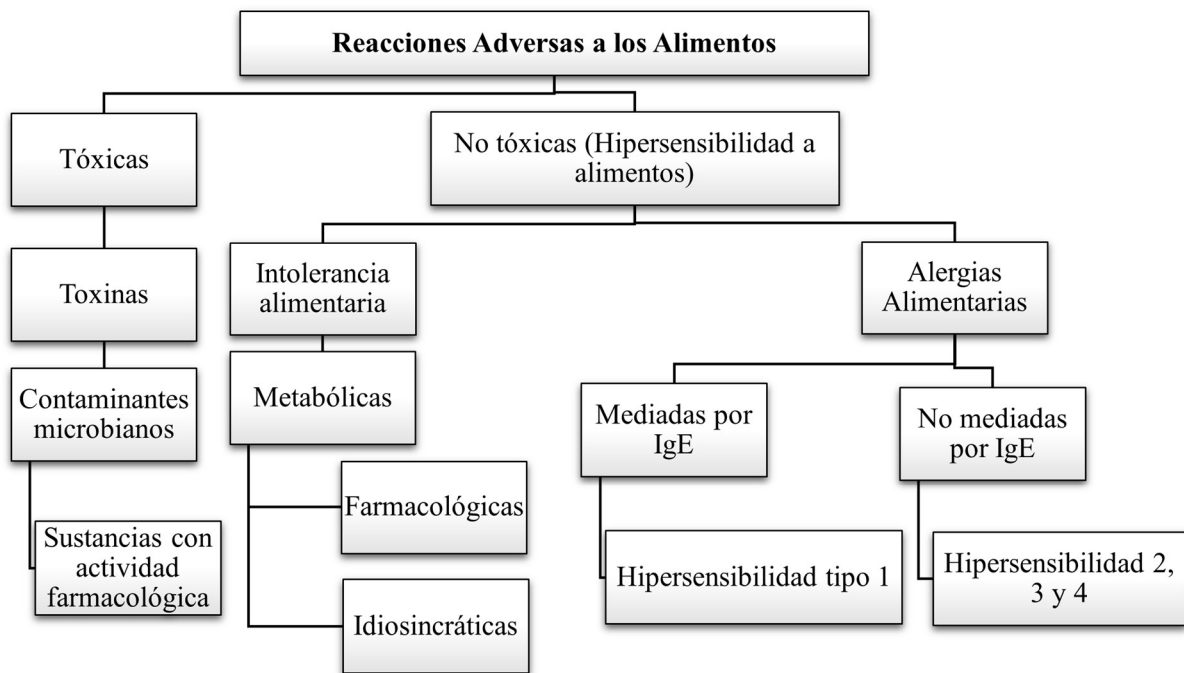 Reacciones Adversas a los Alimentos
Tóxicas
No tóxicas (Hipersensibilidad a
alimentos)
Toxinas
Intolerancia
alimentaria
Alergias
Alimentarias
Contaminantes
microbianos
Metabólicas
Mediadas por
IgE
No mediadas
por IgE
Sustancias con
actividad
farmacológica
Farmacológicas
Idiosincráticas
Hipersensibilidad tipo 1
Hipersensibilidad 2,
3 y 4